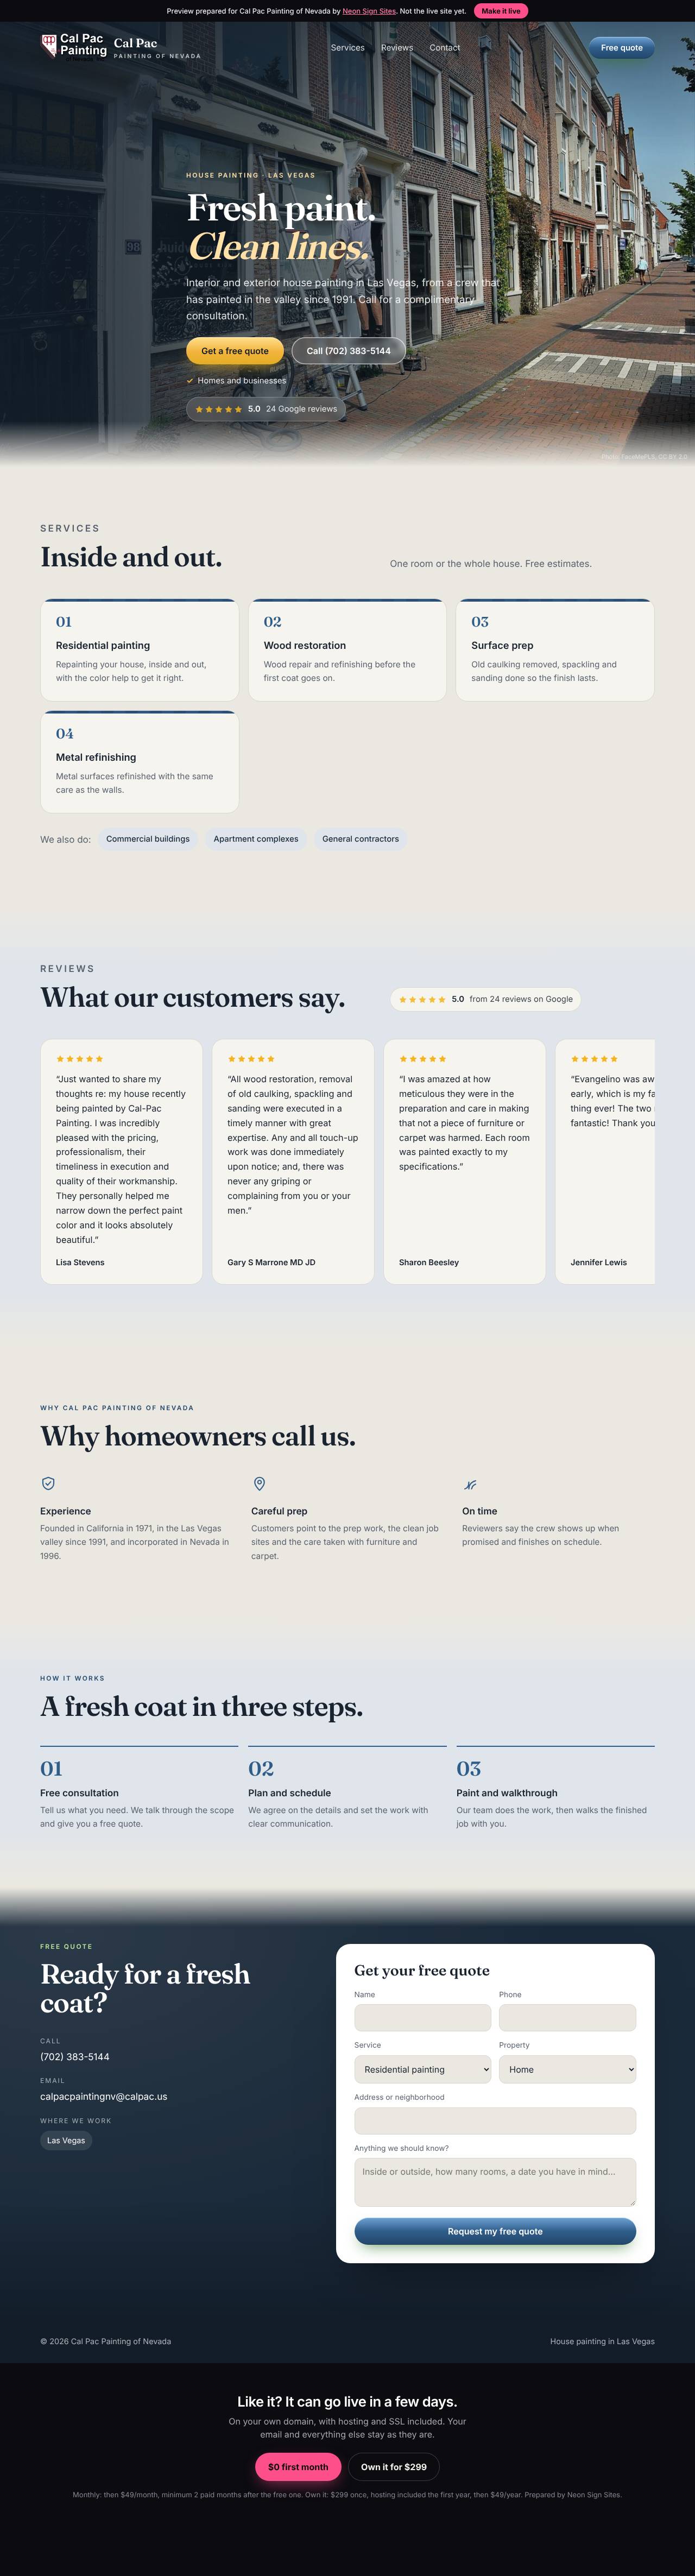 Preview prepared for Cal Pac Painting of Nevada by Neon Sign Sites. Not the live site yet.
Make it live
Cal Pac
Painting
Cal Pac
PAINTING OF NEVADA
Services
Reviews
Contact
Free quote
HOUSE PAINTING · LAS VEGAS
Fresh paint.
Clean lines.
Interior and exterior house painting in Las Vegas, from a crew that
has painted in the valley since 1991. Call for a complimentary
consultation.
Get a free quote
Call (702) 383-5144
Homes and businesses
5.0 24 Google reviews
98
SERVICES
Inside and out.
One room or the whole house. Free estimates.
01
Residential painting
Repainting your house, inside and out,
with the color help to get it right.
02
Wood restoration
Wood repair and refinishing before the
first coat goes on.
03
Surface prep
Old caulking removed, spackling and
sanding done so the finish lasts.
04
Metal refinishing
Metal surfaces refinished with the same
care as the walls.
We also do:
Commercial buildings
Apartment complexes
General contractors
REVIEWS
What our customers say.
5.0 from 24 reviews on Google
“Just wanted to share my
thoughts re: my house recently
being painted by Cal-Pac
Painting. I was incredibly
pleased with the pricing,
professionalism, their
timeliness in execution and
quality of their workmanship.
They personally helped me
narrow down the perfect paint
color and it looks absolutely
beautiful.”
Lisa Stevens
“All wood restoration, removal
of old caulking, spackling and
sanding were executed in a
timely manner with great
expertise. Any and all touch-up
work was done immediately
upon notice; and, there was
never any griping or
complaining from you or your
men.”
Gary S Marrone MD JD
“I was amazed at how
meticulous they were in the
preparation and care in making
that not a piece of furniture or
carpet was harmed. Each room
was painted exactly to my
specifications.”
Sharon Beesley
“Evangelino was aw
early, which is my fa
thing ever! The two
fantastic! Thank you
Jennifer Lewis
WHY CAL PAC PAINTING OF NEVADA
Why homeowners call us.
Experience
Founded in California in 1971, in the Las Vegas
valley since 1991, and incorporated in Nevada in
1996.
Careful prep
Customers point to the prep work, the clean job
sites and the care taken with furniture and
carpet.
On time
Reviewers say the crew shows up when
promised and finishes on schedule.
HOW IT WORKS
A fresh coat in three steps.
01
Free consultation
Tell us what you need. We talk through the scope
and give you a free quote.
02
Plan and schedule
We agree on the details and set the work with
clear communication.
03
Paint and walkthrough
Our team does the work, then walks the finished
job with you.
FREE QUOTE
Ready for a fresh
coat?
CALL
(702) 383-5144
EMAIL
calpacpaintingnv@calpac.us
WHERE WE WORK
Las Vegas
Get your free quote
Name
Phone
Service
Property
Residential painting
Home
Address or neighborhood
Anything we should know?
Inside or outside, how many rooms, a date you have in mind...
Request my free quote
© 2026 Cal Pac Painting of Nevada
House painting in Las Vegas
Like it? It can go live in a few days.
On your own domain, with hosting and SSL included. Your
email and everything else stay as they are.
$0 first month
Own it for $299
Monthly: then $49/month, minimum 2 paid months after the free one. Own it: $299 once, hosting included the first year, then $49/year. Prepared by Neon Sign Sites.